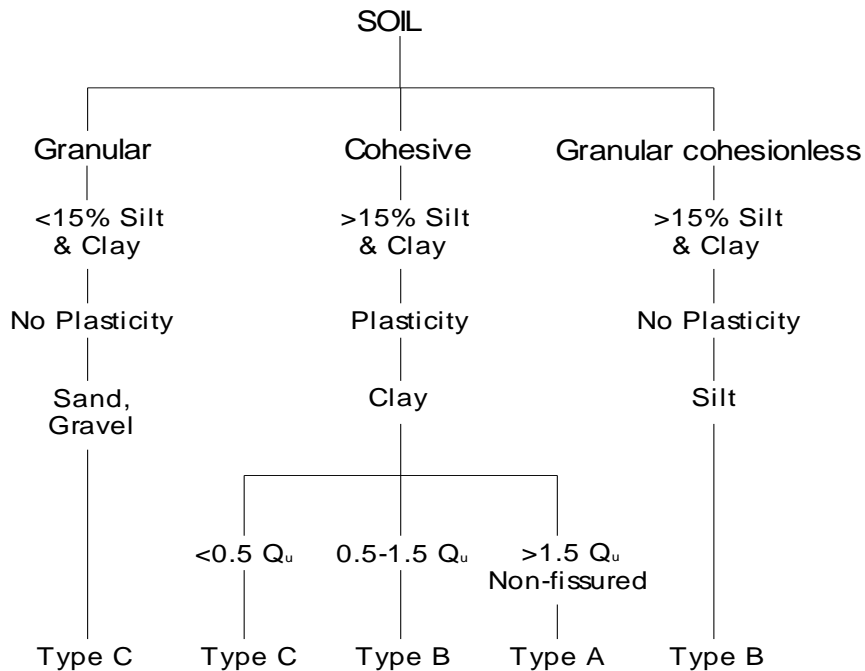 SOIL
Granular
Cohesive
Granular cohesionless
<15% Silt
& Clay
>15% Silt
& Clay
>15% Silt
& Clay
No Plasticity
Plasticity
No Plasticity
Sand,
Gravel
Clay
Silt
<0.5 Qᵤ
0.5-1.5 Qᵤ
>1.5 Qᵤ
Non-fissured
Type C
Type C
Type B
Type A
Type B